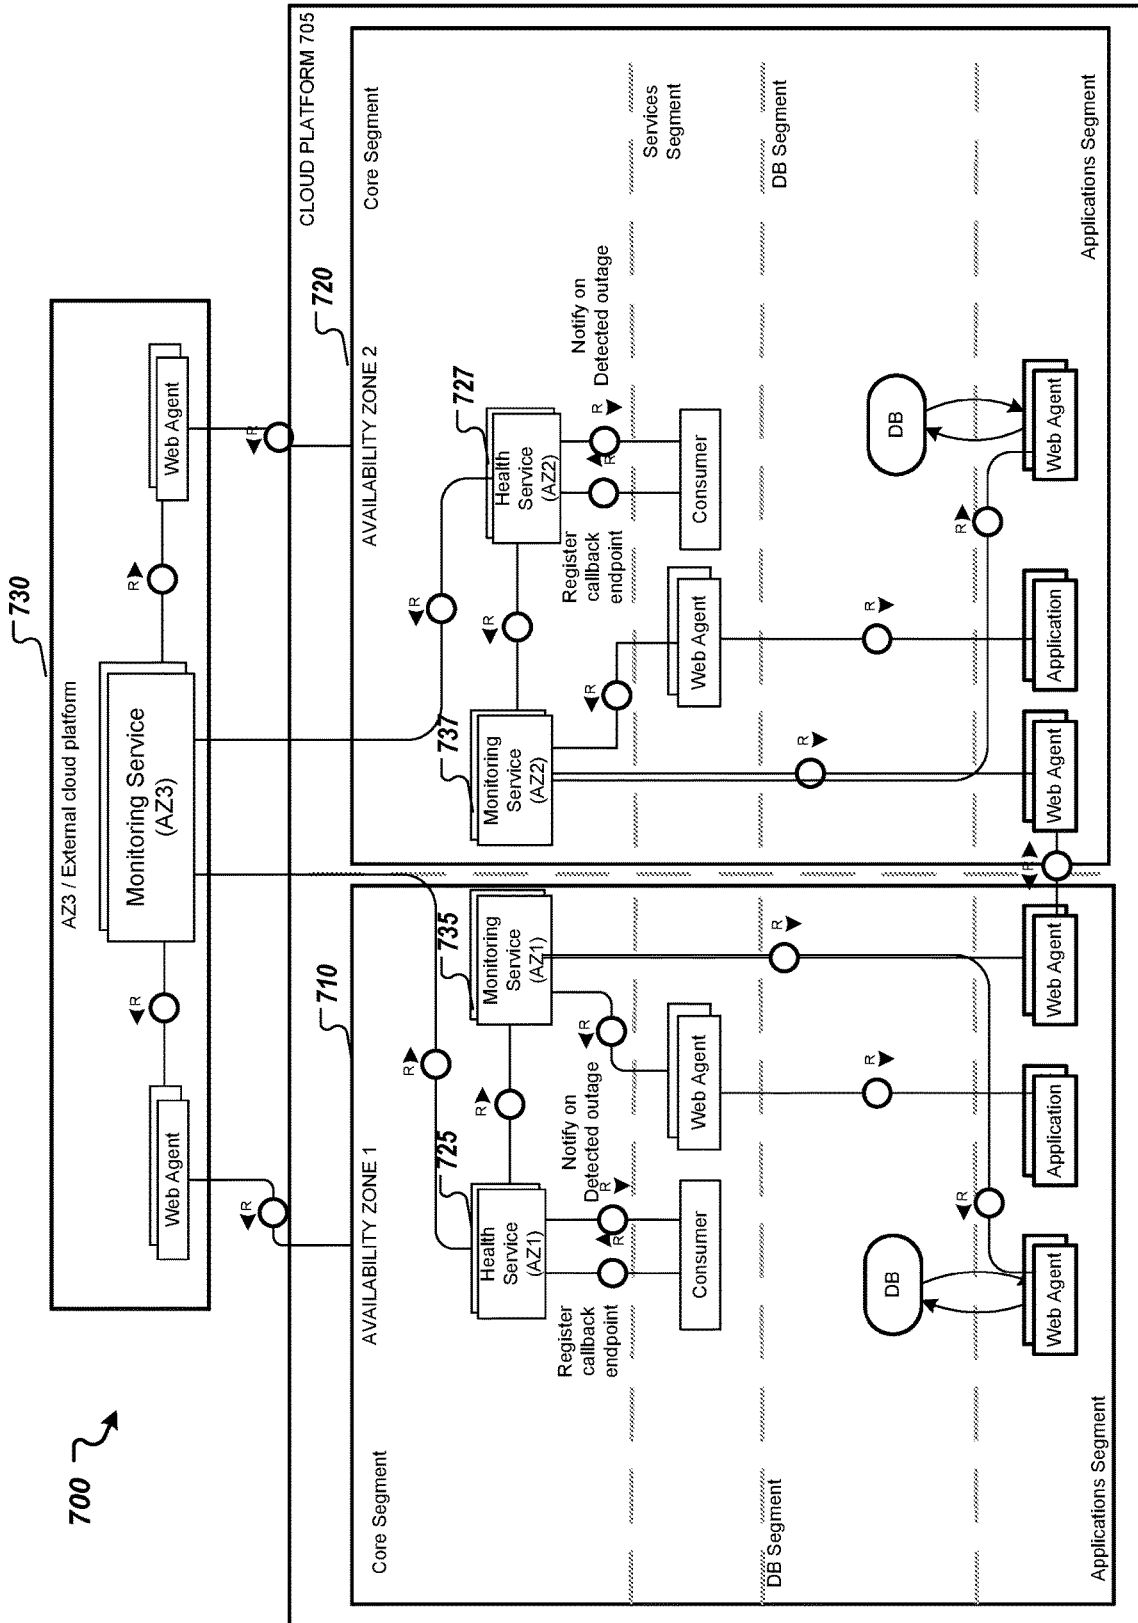 700
730
AZ3 / External cloud platform
Web Agent
R
Monitoring Service
(AZ3)
R
Web Agent
R
R
CLOUD PLATFORM 705
710
AVAILABILITY ZONE 1
Core Segment
R
725
Health
Service
(AZ1)
R
735
Monitoring
Service
(AZ1)
Register
callback
endpoint
R
R
Notify on
Detected outage
R
Consumer
Web Agent
DB Segment
R
R
DB
R
Web Agent
Application
Web Agent
Applications Segment
R
720
AVAILABILITY ZONE 2
Core Segment
R
737
Monitoring
Service
(AZ2)
R
727
Health
Service
(AZ2)
R
Register
callback
endpoint
R
R
Notify on
Detected outage
Services
Segment
Web Agent
Consumer
DB Segment
R
R
DB
R
Web Agent
Application
Web Agent
Applications Segment